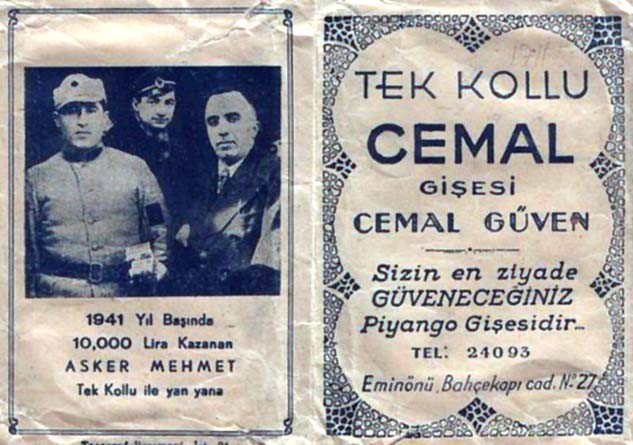 1941 Yıl Başında
10,000 Lira Kazanan
ASKER MEHMET
Tek Kollu ile yan yana
TEK KOLLU
CEMAL
GİŞESİ
CEMAL GÜVEN
Sizin en ziyade
GÜVENECEĞİNİZ
Piyango Gişesidir...
TEL: 24093
Eminönü, Bahçekapı cad. No 27